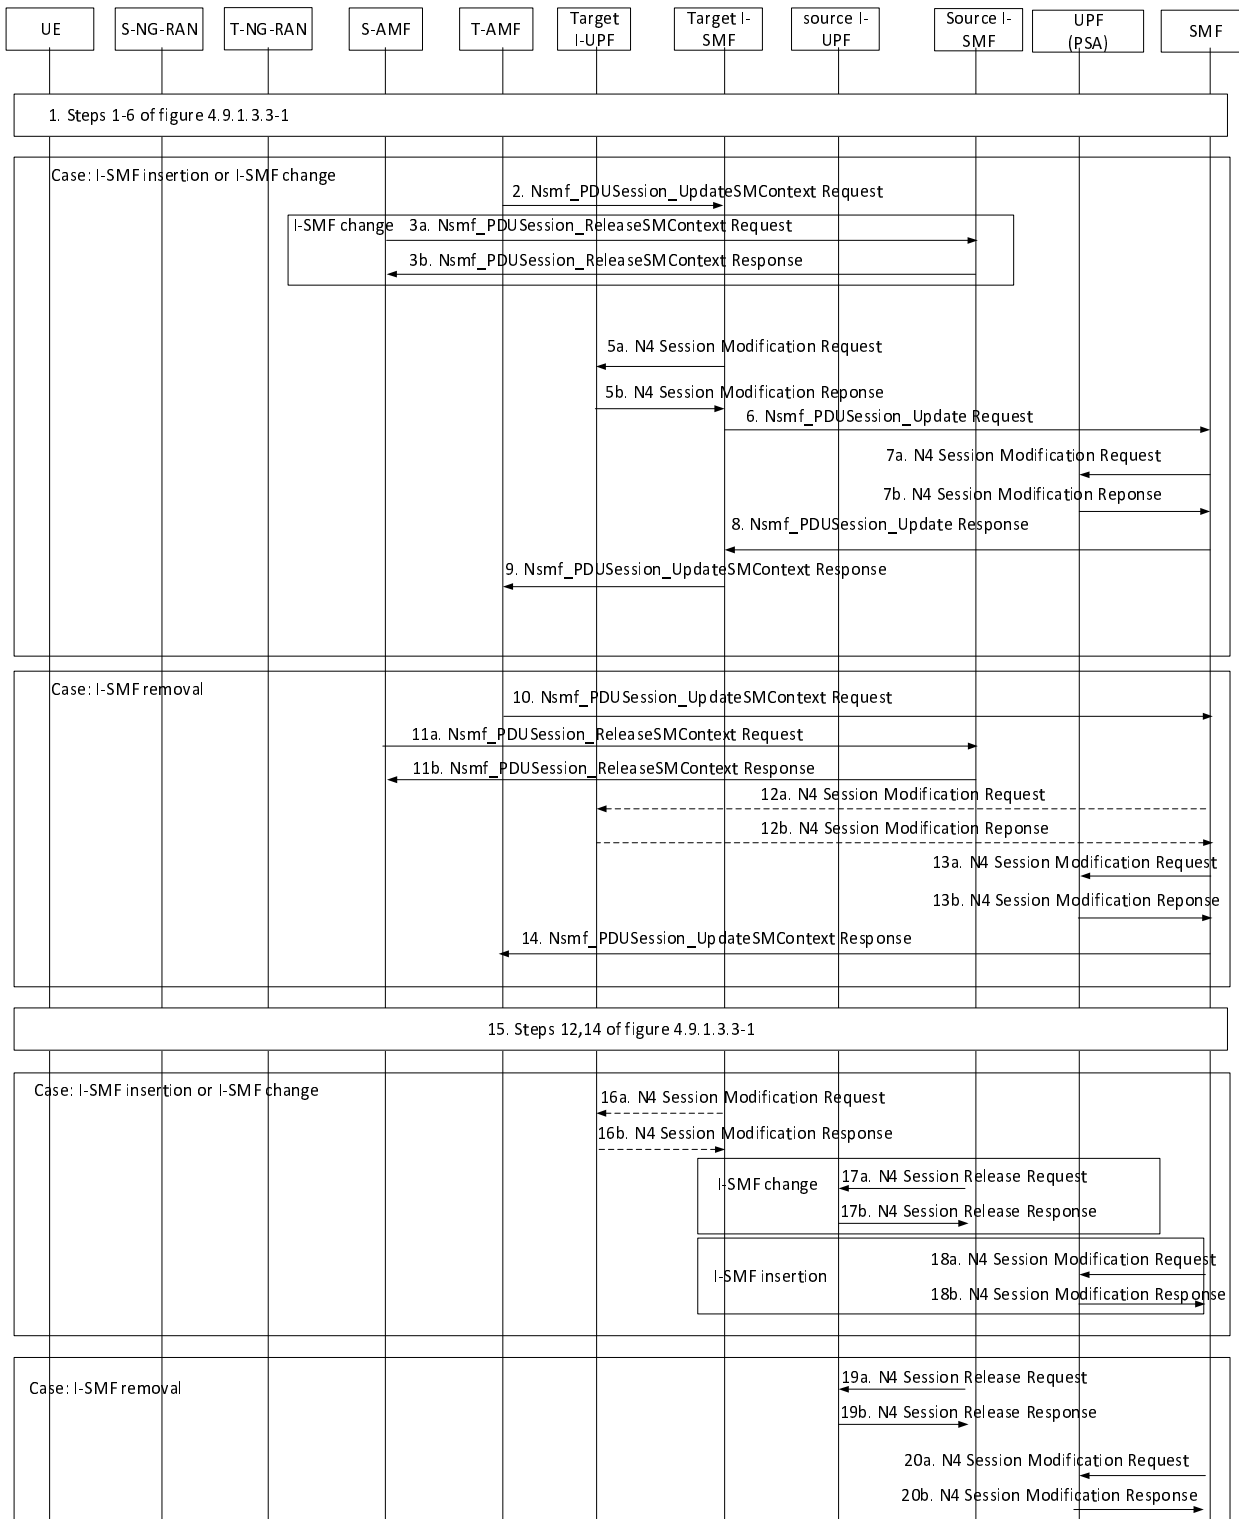 UE
S-NG-RAN
T-NG-RAN
S-AMF
T-AMF
Target
I-UPF
Target I-
SMF
source I-
UPF
Source I-
SMF
UPF
(PSA)
SMF
1. Steps 1-6 of figure 4.9.1.3.3-1
Case: I-SMF insertion or I-SMF change
2. Nsmf_PDUSession_UpdateSMContext Request
I-SMF change
3a. Nsmf_PDUSession_ReleaseSMContext Request
3b. Nsmf_PDUSession_ReleaseSMContext Response
5a. N4 Session Modification Request
5b. N4 Session Modification Reponse
6. Nsmf_PDUSession_Update Request
7a. N4 Session Modification Request
7b. N4 Session Modification Reponse
8. Nsmf_PDUSession_Update Response
9. Nsmf_PDUSession_UpdateSMContext Response
Case: I-SMF removal
10. Nsmf_PDUSession_UpdateSMContext Request
11a. Nsmf_PDUSession_ReleaseSMContext Request
11b. Nsmf_PDUSession_ReleaseSMContext Response
12a. N4 Session Modification Request
12b. N4 Session Modification Reponse
13a. N4 Session Modification Request
13b. N4 Session Modification Reponse
14. Nsmf_PDUSession_UpdateSMContext Response
15. Steps 12,14 of figure 4.9.1.3.3-1
Case: I-SMF insertion or I-SMF change
16a. N4 Session Modification Request
16b. N4 Session Modification Response
I-SMF change
17a. N4 Session Release Request
17b. N4 Session Release Response
I-SMF insertion
18a. N4 Session Modification Request
18b. N4 Session Modification Response
Case: I-SMF removal
19a. N4 Session Release Request
19b. N4 Session Release Response
20a. N4 Session Modification Request
20b. N4 Session Modification Response